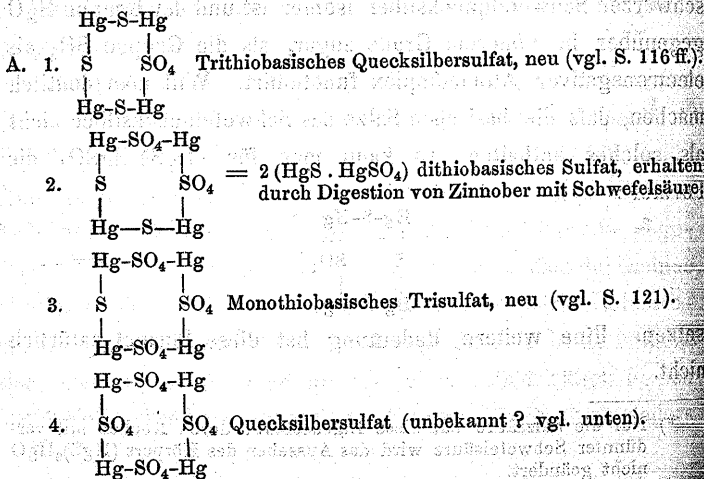 Hg-S-Hg
A. 1. S SO₄ Trithiobasisches Quecksilbersulfat, neu (vgl. S. 116 ff.).
Hg-S-Hg
Hg-SO₄-Hg
2. S SO₄ = 2 (HgS . HgSO₄) dithiobasisches Sulfat, erhalten
durch Digestion von Zinnober mit Schwefelsäure.
Hg—S—Hg
Hg-SO₄-Hg
3. S SO₄ Monothiobasisches Trisulfat, neu (vgl. S. 121).
Hg-SO₄-Hg
Hg-SO₄-Hg
4. SO₄ SO₄ Quecksilbersulfat (unbekannt? vgl. unten).
Hg-SO₄-Hg